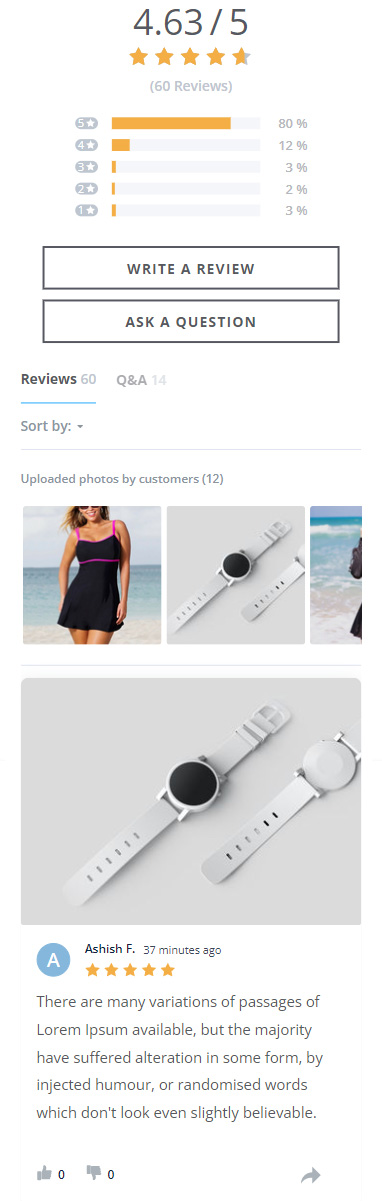 4.63 / 5
(60 Reviews)
5 80 %
4 12 %
3 3 %
2 2 %
1 3 %
WRITE A REVIEW
ASK A QUESTION
Reviews 60 Q&A 14
Sort by:
Uploaded photos by customers (12)
A Ashish F. 37 minutes ago
There are many variations of passages of
Lorem Ipsum available, but the majority
have suffered alteration in some form, by
injected humour, or randomised words
which don't look even slightly believable.
0 0